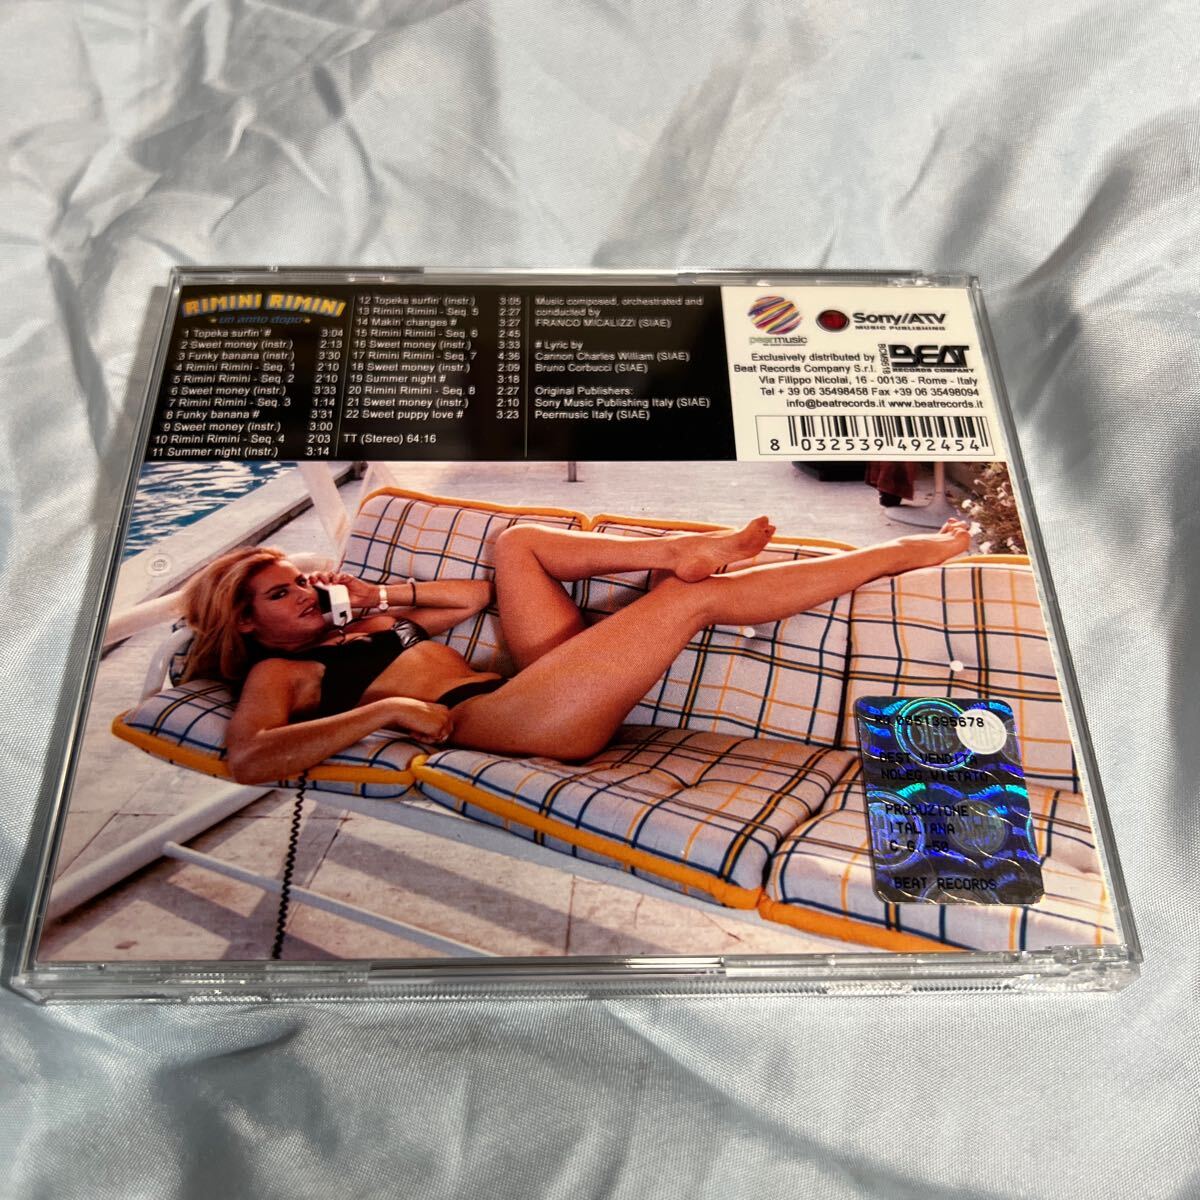 RIMINI RIMINI
un anno dopo
1 Topeka surfin' # 3:04
2 Sweet money (instr.) 2:13
3 Funky banana (instr.) 3:30
4 Rimini Rimini - Seq. 1 2'10
5 Rimini Rimini - Seq. 2 2:10
6 Sweet money (instr.) 3'33
7 Rimini Rimini - Seq. 3 1:14
8 Funky banana # 3'31
9 Sweet money (instr.) 3:00
10 Rimini Rimini - Seq. 4 2'03
11 Summer night (instr.) 3:14
12 Topeka surfin' (instr.) 3:05
13 Rimini Rimini - Seq. 5 2:27
14 Makin' changes # 3:27
15 Rimini Rimini - Seq. 6 2:45
16 Sweet money (instr.) 3:33
17 Rimini Rimini - Seq. 7 4:36
18 Sweet money (instr.) 2:09
19 Summer night # 3:18
20 Rimini Rimini - Seq. 8 2:27
21 Sweet money (instr.) 2:10
22 Sweet puppy love # 3:23
TT (Stereo) 64:16
Music composed, orchestrated and
conducted by
FRANCO MICALIZZI (SIAE)
# Lyric by
Cannon Charles William (SIAE)
Bruno Corbucci (SIAE)
Original Publishers:
Sony Music Publishing Italy (SIAE)
Peermusic Italy (SIAE)
peermusic
Sony/ATV
MUSIC PUBLISHING
Exclusively distributed by
Beat Records Company S.r.l.
BEAT
RECORDS COMPANY
Via Filippo Nicolai, 16 - 00136 - Rome - Italy
Tel + 39 06 35498458 Fax +39 06 35498094
info@beatrecords.it www.beatrecords.it
8 032539 492454
0451395678
GEST VENDITA
NOLEG.VIETATO
PRODUZIONE
ITALIANA
C.G.-50
BEAT RECORDS